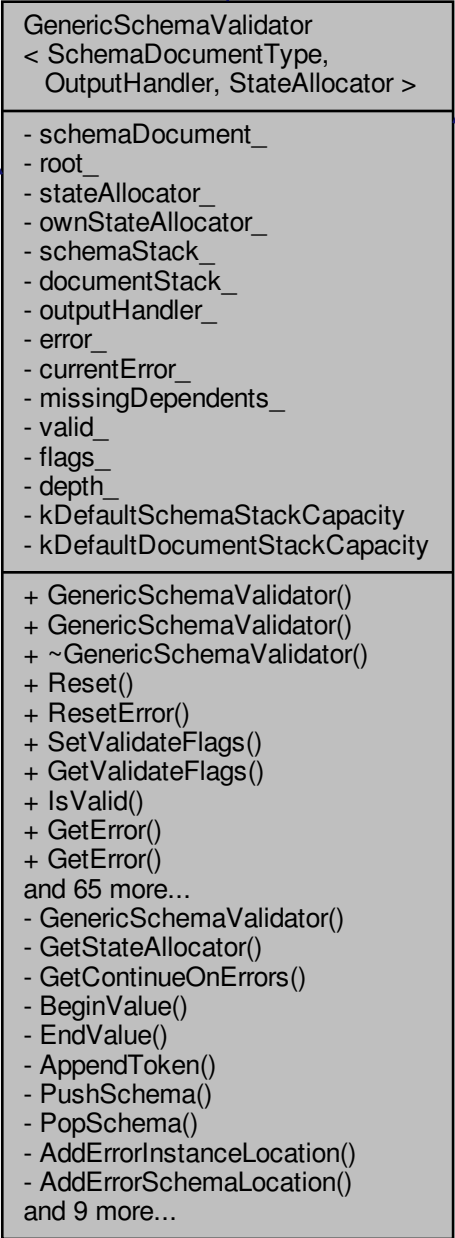 GenericSchemaValidator
< SchemaDocumentType,
OutputHandler, StateAllocator >
- schemaDocument_
- root_
- stateAllocator_
- ownStateAllocator_
- schemaStack_
- documentStack_
- outputHandler_
- error_
- currentError_
- missingDependents_
- valid_
- flags_
- depth_
- kDefaultSchemaStackCapacity
- kDefaultDocumentStackCapacity
+ GenericSchemaValidator()
+ GenericSchemaValidator()
+ ~GenericSchemaValidator()
+ Reset()
+ ResetError()
+ SetValidateFlags()
+ GetValidateFlags()
+ IsValid()
+ GetError()
+ GetError()
and 65 more...
- GenericSchemaValidator()
- GetStateAllocator()
- GetContinueOnErrors()
- BeginValue()
- EndValue()
- AppendToken()
- PushSchema()
- PopSchema()
- AddErrorInstanceLocation()
- AddErrorSchemaLocation()
and 9 more...